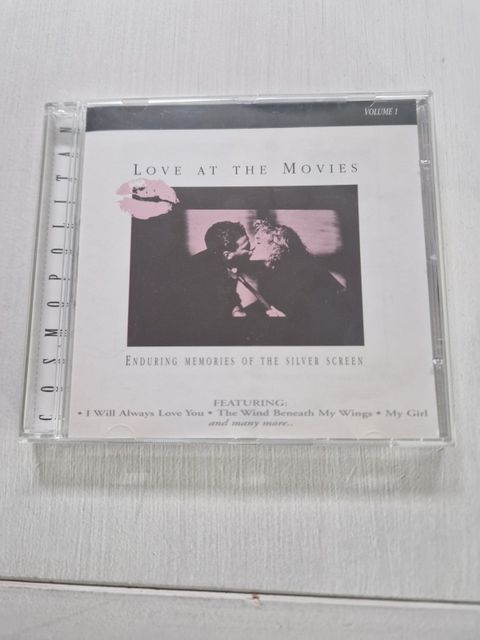 VOLUME 1
LOVE AT THE MOVIES
COSMOPOLITAN
ENDURING MEMORIES OF THE SILVER SCREEN
FEATURING:
• I Will Always Love You • The Wind Beneath My Wings • My Girl
and many more..